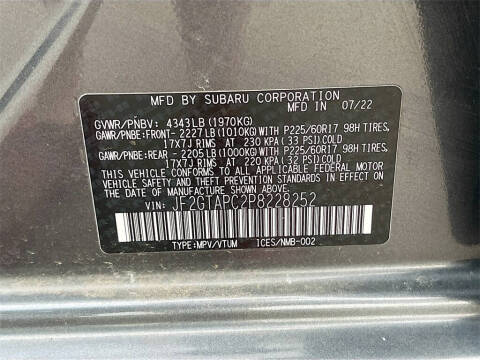 MFD BY SUBARU CORPORATION
IN JAPAN 07/22
GVWR/PNBV: 4343LB (1970KG)
GAWR/PNBE:FRONT- 2227LB (1010KG)WITH P225/60R17 98H TIRES,
17X7J RIMS AT 230 KPA (33 PSI)COLD
GAWR/PNBE:REAR -2205LB (1000KG)WITH P225/60R17 98H TIRES,
17X7J RIMS AT 220 KPA (32 PSI)COLD
THIS VEHICLE CONFORMS TO ALL APPLICABLE FEDERAL MOTOR
VEHICLE SAFETY, BUMPER, AND THEFT PREVENTION STANDARDS
IN EFFECT ON THE DATE OF MANUFACTURE SHOWN ABOVE.
VIN: JF2GTAPC2P8228252
TYPE:MPV/VTUM ICES/NMB-002